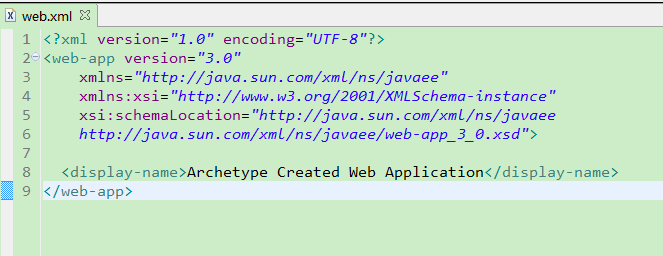 web.xml
1 <?xml version="1.0" encoding="UTF-8"?>
2 <web-app version="3.0"
3 xmlns="http://java.sun.com/xml/ns/javaee"
4 xmlns:xsi="http://www.w3.org/2001/XMLSchema-instance"
5 xsi:schemaLocation="http://java.sun.com/xml/ns/javaee
6 http://java.sun.com/xml/ns/javaee/web-app_3_0.xsd">
7
8 <display-name>Archetype Created Web Application</display-name>
9 </web-app>